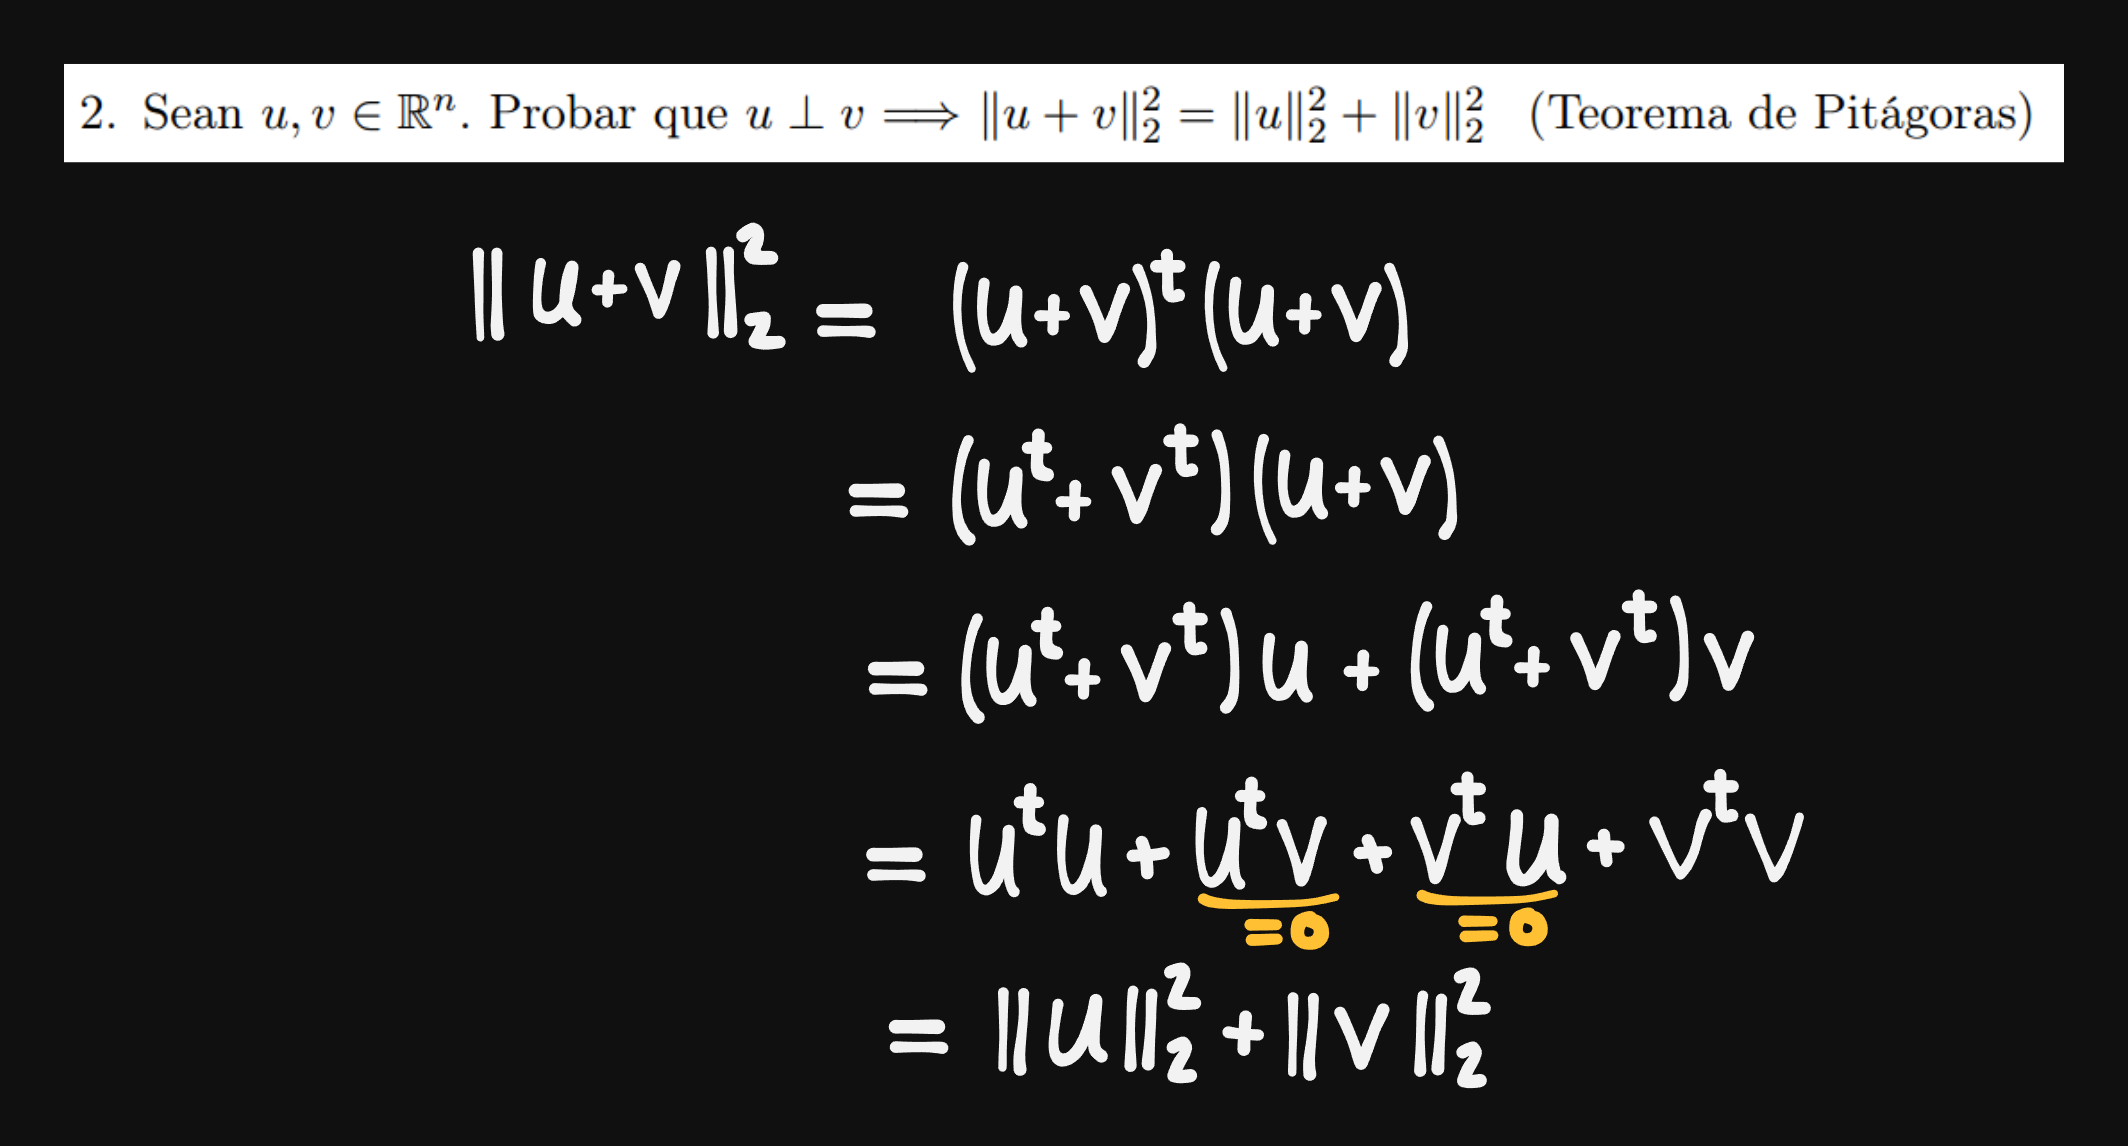 2. Sean u, v ∈ ℝⁿ. Probar que u ⊥ v ⟹ ‖u + v‖₂² = ‖u‖₂² + ‖v‖₂² (Teorema de Pitágoras)
‖u+v‖₂² = (u+v)ᵗ(u+v)
= (uᵗ+vᵗ)(u+v)
= (uᵗ+vᵗ)u + (uᵗ+vᵗ)v
= uᵗu + uᵗv + vᵗu + vᵗv
=0 =0
= ‖u‖₂² + ‖v‖₂²